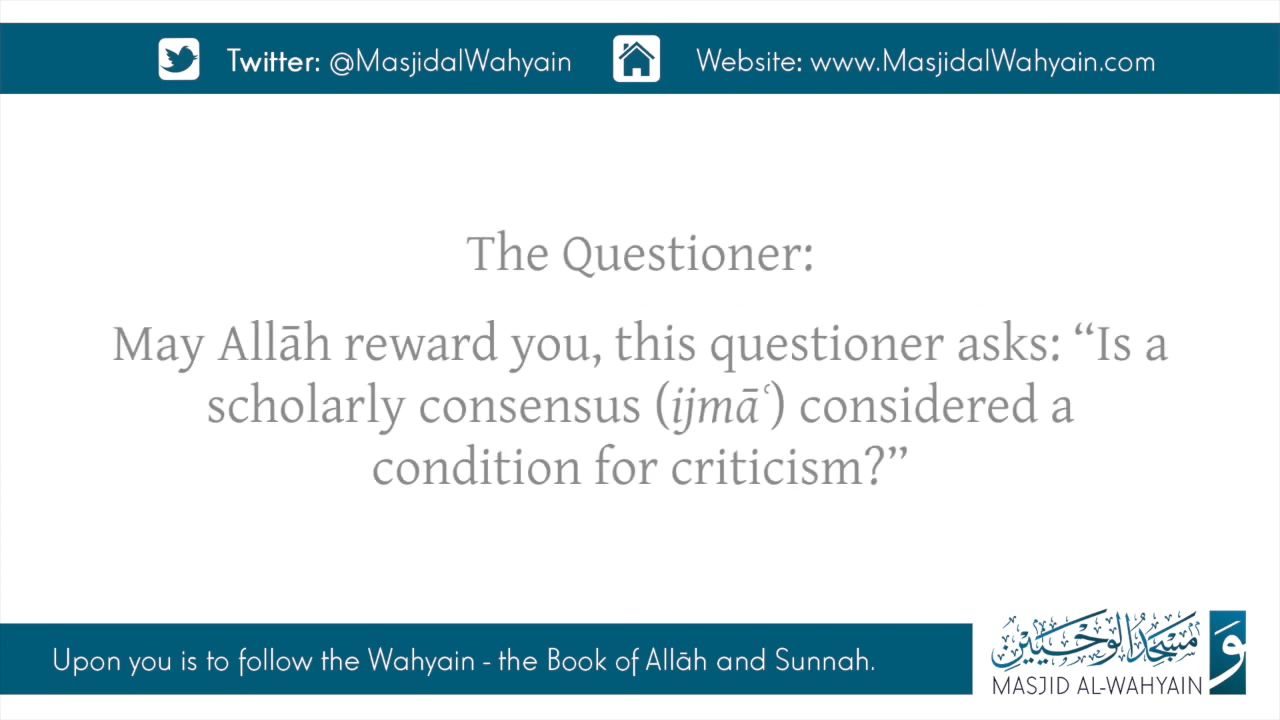 Twitter: @MasjidalWahyain Website: www.MasjidalWahyain.com
The Questioner:
May Allāh reward you, this questioner asks: “Is a
scholarly consensus (ijmāʿ) considered a
condition for criticism?”
Upon you is to follow the Wahyain - the Book of Allāh and Sunnah.
مَسْجِدُ الوَحْيَيْنِ
و
MASJID AL-WAHYAIN